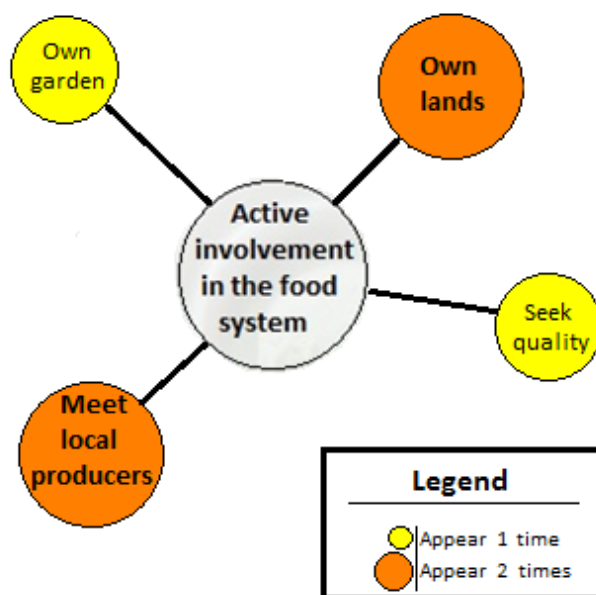 Own
garden
Own
lands
Active
involvement
in the food
system
Seek
quality
Meet
local
producers
Legend
Appear 1 time
Appear 2 times